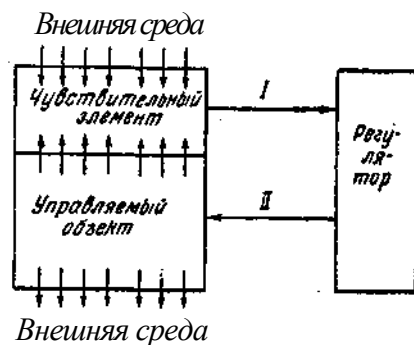 Внешняя среда
Чувствительный
элемент
I
Регу-
ля-
тор
Управляемый
объект
II
Внешняя среда